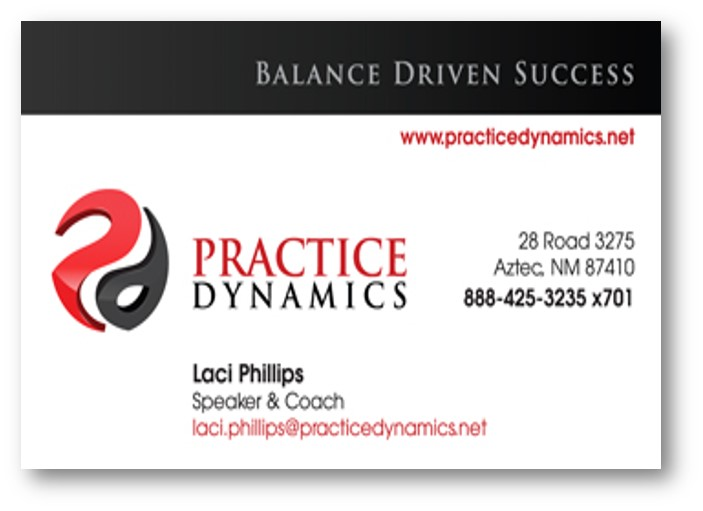 BALANCE DRIVEN SUCCESS
www.practicedynamics.net
PRACTICE
DYNAMICS
28 Road 3275
Aztec, NM 87410
888-425-3235 x701
Laci Phillips
Speaker & Coach
laci.phillips@practicedynamics.net